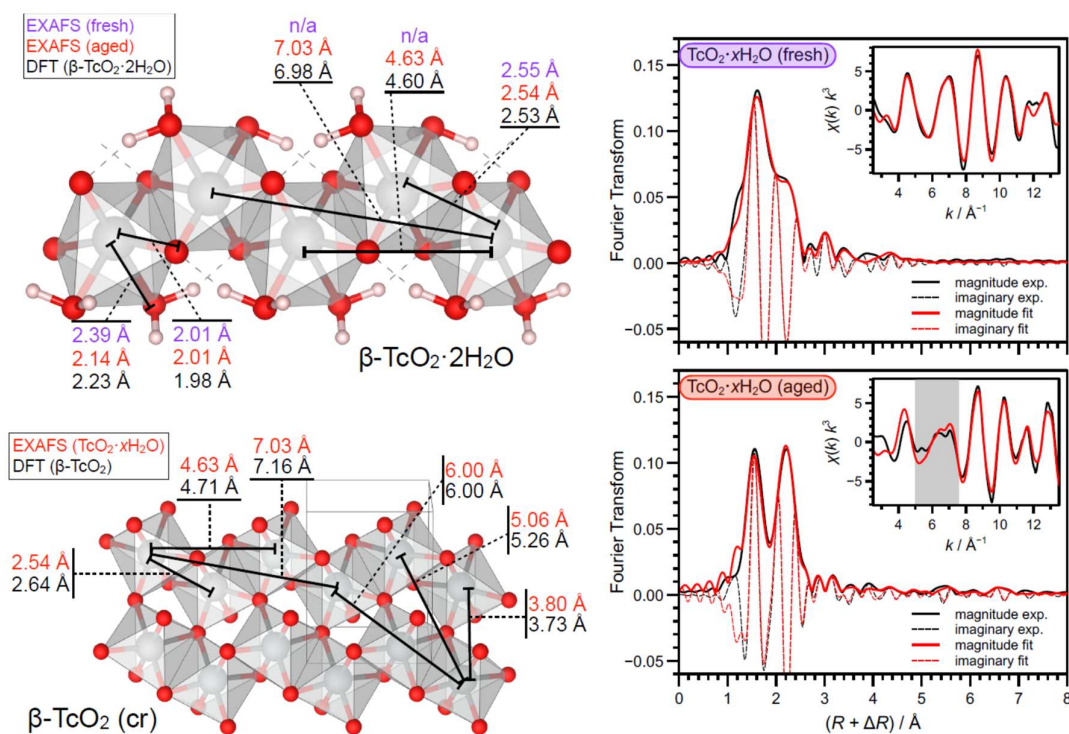 EXAFS (fresh)
EXAFS (aged)
DFT (β-TcO₂·2H₂O)
n/a
7.03 Å
6.98 Å
n/a
4.63 Å
4.60 Å
2.55 Å
2.54 Å
2.53 Å
2.39 Å
2.14 Å
2.23 Å
2.01 Å
2.01 Å
1.98 Å
β-TcO₂·2H₂O
EXAFS (TcO₂·xH₂O)
DFT (β-TcO₂)
4.63 Å
4.71 Å
7.03 Å
7.16 Å
6.00 Å
6.00 Å
5.06 Å
5.26 Å
2.54 Å
2.64 Å
3.80 Å
3.73 Å
β-TcO₂ (cr)
TcO₂·xH₂O (fresh)
Fourier Transform
0.15
0.10
0.05
0.00
−0.05
χ(k) k³
5
0
−5
4 6 8 10 12
k / Å⁻¹
magnitude exp.
imaginary exp.
magnitude fit
imaginary fit
TcO₂·xH₂O (aged)
Fourier Transform
0.15
0.10
0.05
0.00
−0.05
χ(k) k³
5
0
−5
4 6 8 10 12
k / Å⁻¹
magnitude exp.
imaginary exp.
magnitude fit
imaginary fit
0 1 2 3 4 5 6 7 8
(R + ΔR) / Å